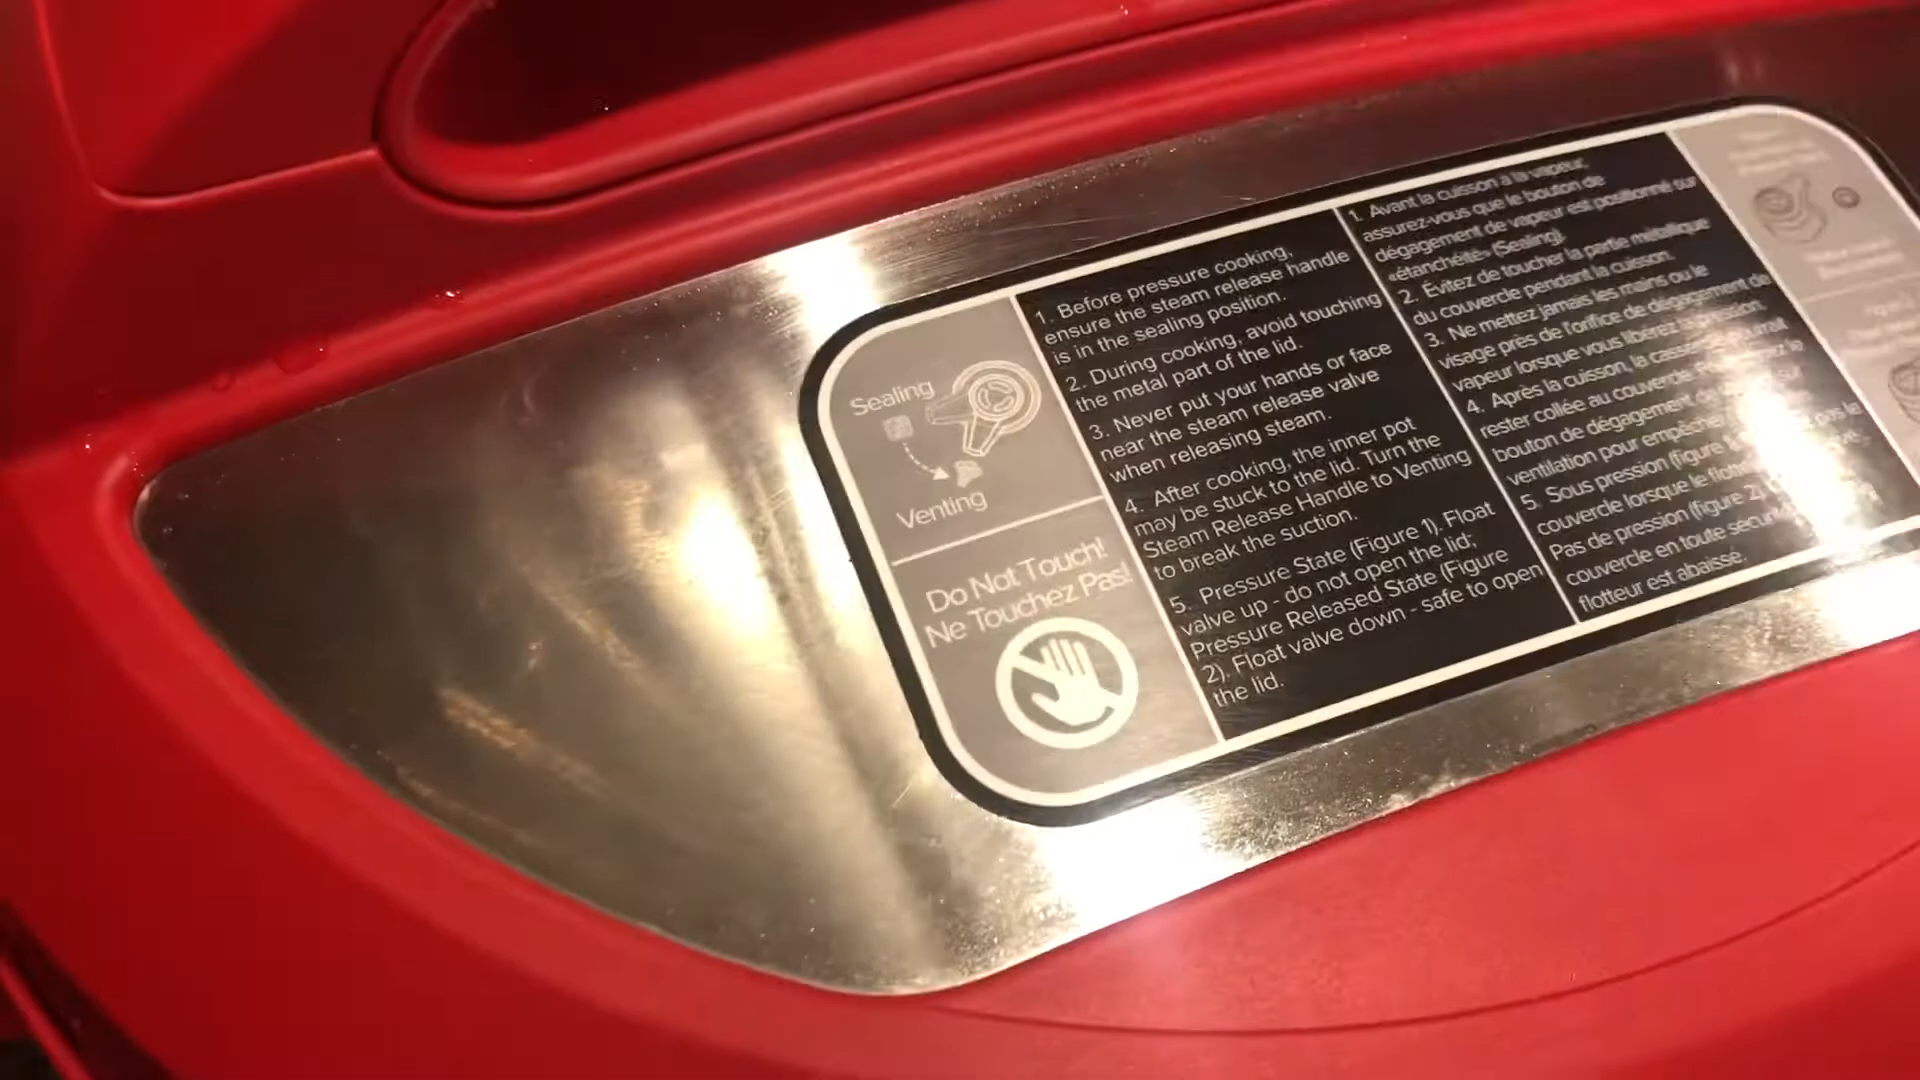 Sealing
Venting
Do Not Touch!
Ne Touchez Pas!
1. Before pressure cooking,
ensure the steam release handle
is in the sealing position.
2. During cooking, avoid touching
the metal part of the lid.
3. Never put your hands or face
near the steam release valve
when releasing steam.
4. After cooking, the inner pot
may be stuck to the lid. Turn the
Steam Release Handle to Venting
to break the suction.
5. Pressure State (Figure 1). Float
valve up - do not open the lid;
Pressure Released State (Figure
2). Float valve down - safe to open
the lid.
1. Avant la cuisson à la vapeur,
assurez-vous que le bouton de
dégagement de vapeur est positionné sur
«étanchéité» (Sealing).
2. Évitez de toucher la partie métallique
du couvercle pendant la cuisson.
3. Ne mettez jamais les mains ou le
visage près de l'orifice de dégagement de
vapeur lorsque vous libérez la pression.
4. Après la cuisson, la
rester collée au couvercle.
bouton de dégagement de
ventilation pour empêcher
5. Sous pression (figure
couvercle lorsque le
Pas de pression (figure 2)
couvercle en toute
flotteur est abaissé.